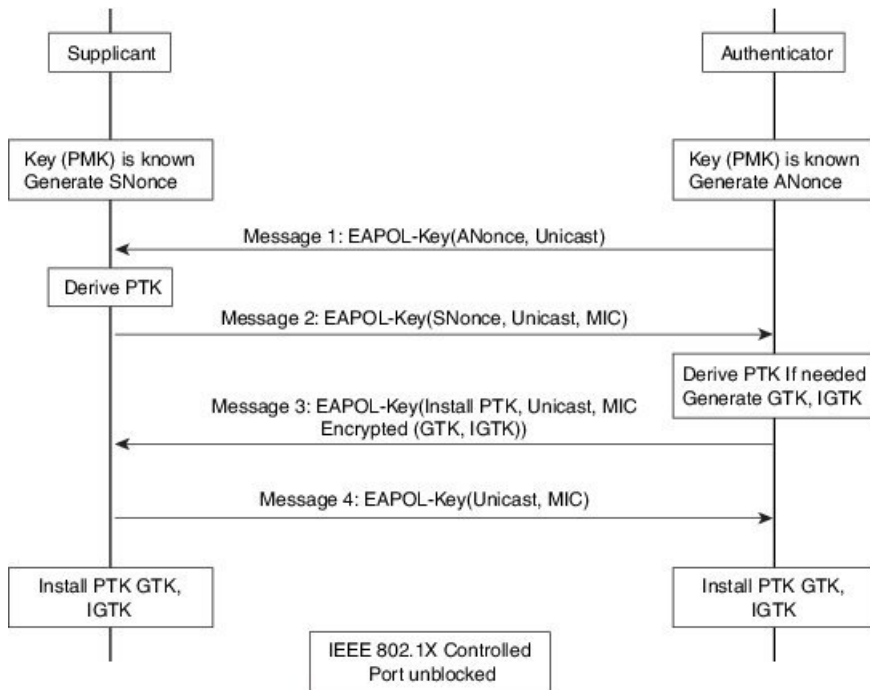 Supplicant
Authenticator
Key (PMK) is known
Generate SNonce
Key (PMK) is known
Generate ANonce
Message 1: EAPOL-Key(ANonce, Unicast)
Derive PTK
Message 2: EAPOL-Key(SNonce, Unicast, MIC)
Derive PTK If needed
Generate GTK, IGTK
Message 3: EAPOL-Key(Install PTK, Unicast, MIC
Encrypted (GTK, IGTK))
Message 4: EAPOL-Key(Unicast, MIC)
Install PTK GTK,
IGTK
Install PTK GTK,
IGTK
IEEE 802.1X Controlled
Port unblocked